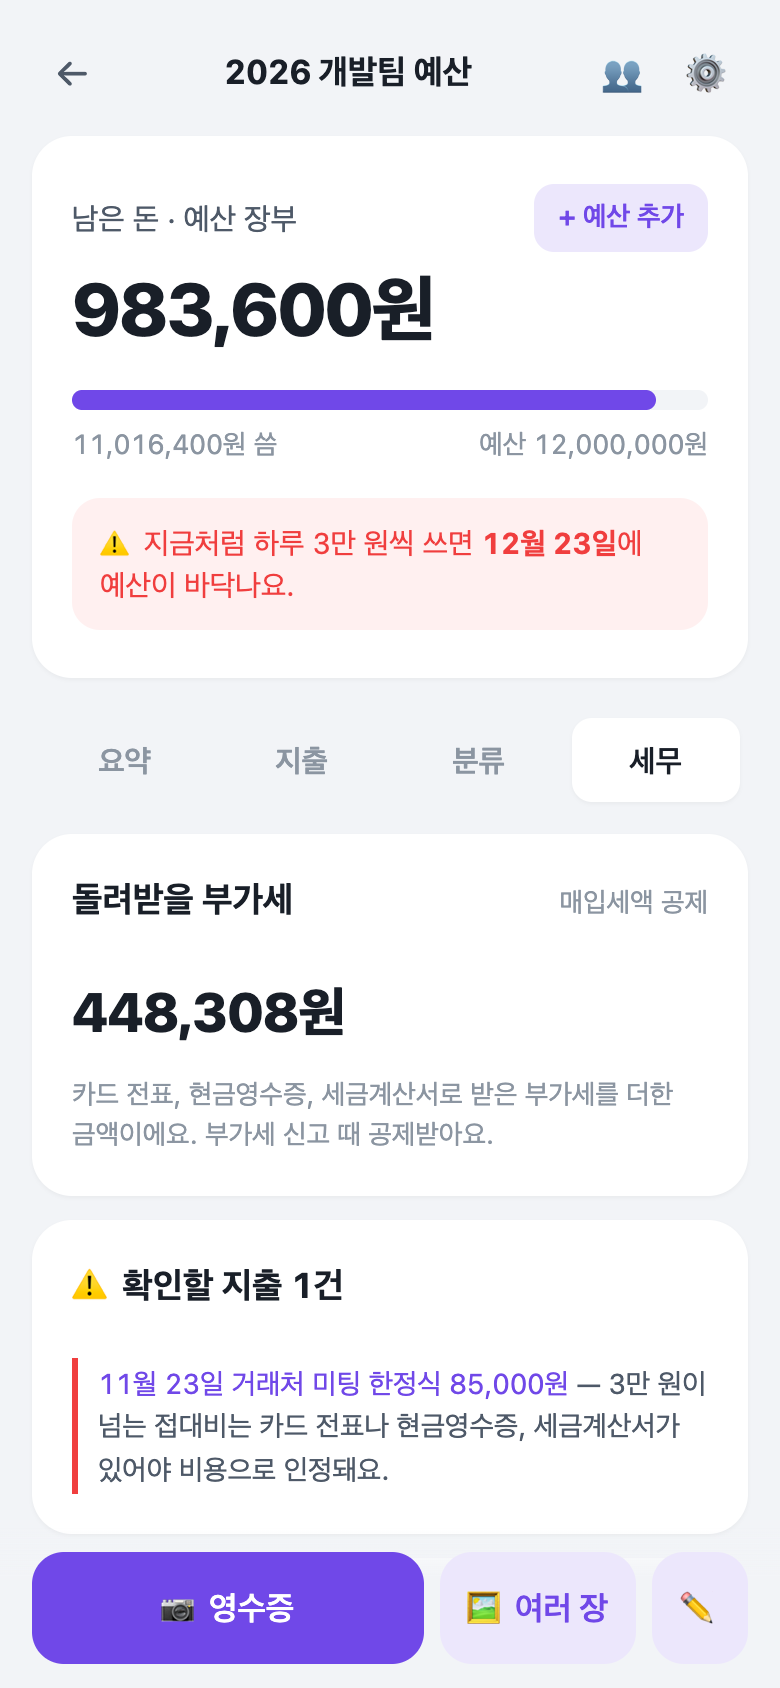 2026 개발팀 예산
남은 돈 · 예산 장부
+ 예산 추가
983,600원
11,016,400원 씀
예산 12,000,000원
지금처럼 하루 3만 원씩 쓰면 12월 23일에
예산이 바닥나요.
요약
지출
분류
세무
돌려받을 부가세
매입세액 공제
448,308원
카드 전표, 현금영수증, 세금계산서로 받은 부가세를 더한
금액이에요. 부가세 신고 때 공제받아요.
확인할 지출 1건
11월 23일 거래처 미팅 한정식 85,000원 — 3만 원이
넘는 접대비는 카드 전표나 현금영수증, 세금계산서가
있어야 비용으로 인정돼요.
영수증
여러 장